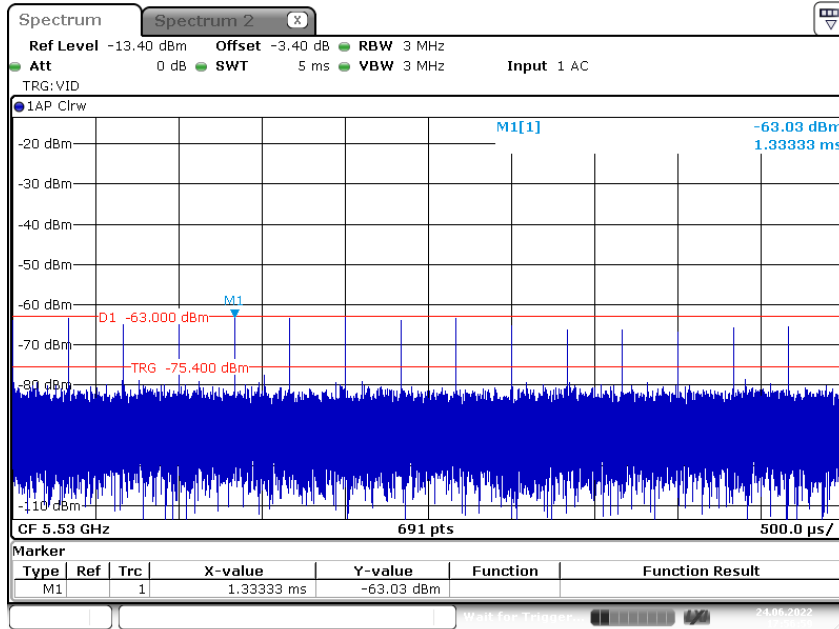 Spectrum Spectrum 2 X
Ref Level -13.40 dBm Offset -3.40 dB RBW 3 MHz
Att 0 dB SWT 5 ms VBW 3 MHz Input 1 AC
TRG:VID
1AP Clrw
M1[1] -63.03 dBm
1.33333 ms
-20 dBm
-30 dBm
-40 dBm
-50 dBm
-60 dBm
M1
D1 -63.000 dBm
-70 dBm
TRG -75.400 dBm
-80 dBm
-110 dBm
CF 5.53 GHz 691 pts 500.0 µs/
Marker
Type Ref Trc X-value Y-value Function Function Result
M1 1 1.33333 ms -63.03 dBm
Wait for Trigger... 24.06.2022